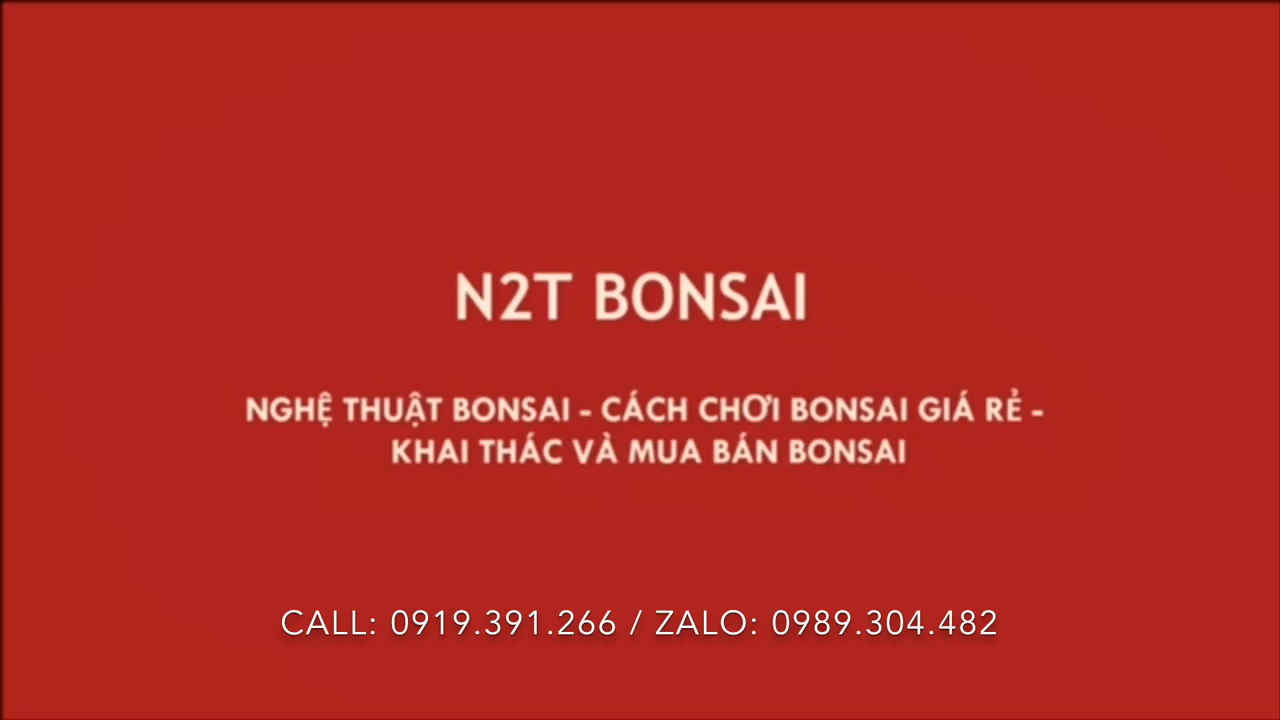 N2T BONSAI
NGHỆ THUẬT BONSAI - CÁCH CHƠI BONSAI GIÁ RẺ -
KHAI THÁC VÀ MUA BÁN BONSAI
CALL: 0919.391.266 / ZALO: 0989.304.482